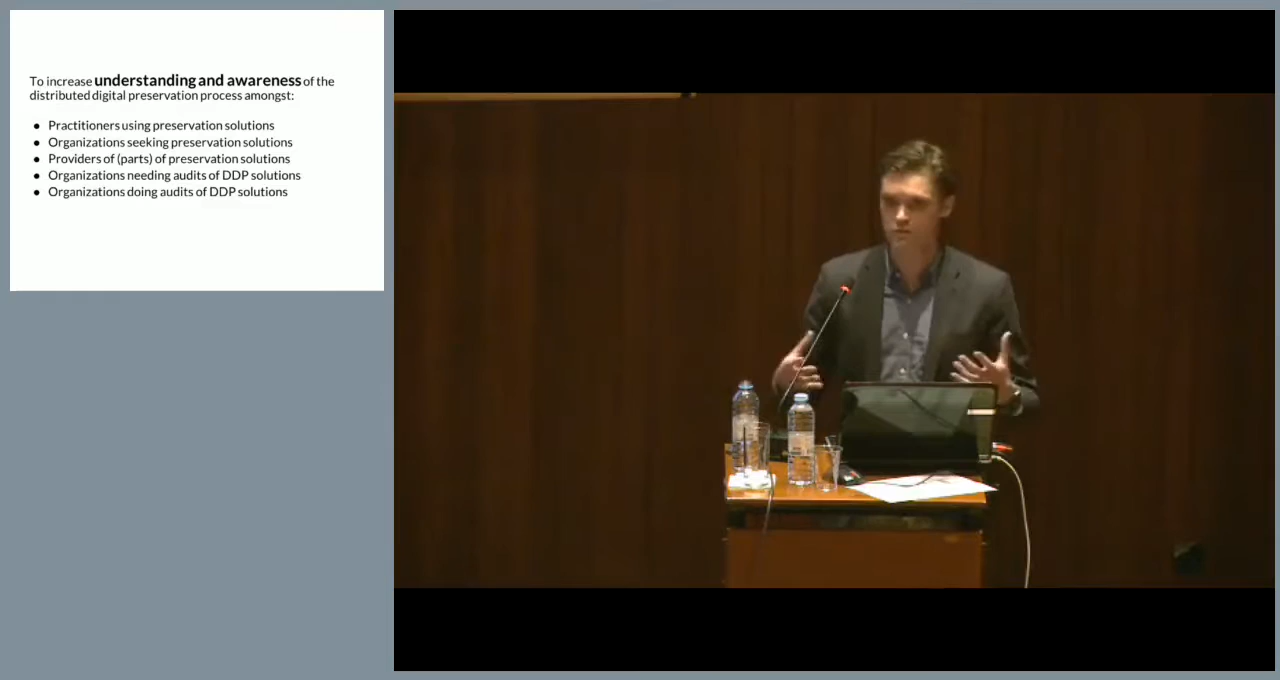 To increase understanding and awareness of the
distributed digital preservation process amongst:
● Practitioners using preservation solutions
● Organizations seeking preservation solutions
● Providers of (parts) of preservation solutions
● Organizations needing audits of DDP solutions
● Organizations doing audits of DDP solutions